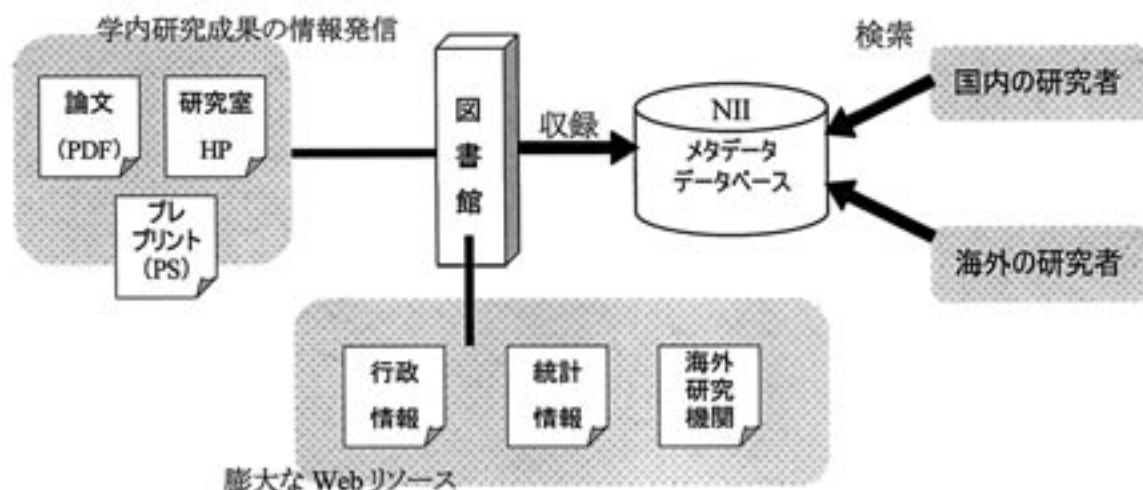 学内研究成果の情報発信
論文
(PDF)
研究室
HP
プレ
プリント
(PS)
図
書
館
収録
NII
メタデータ
データベース
検索
国内の研究者
海外の研究者
行政
情報
統計
情報
海外
研究
機関
膨大な Web リソース